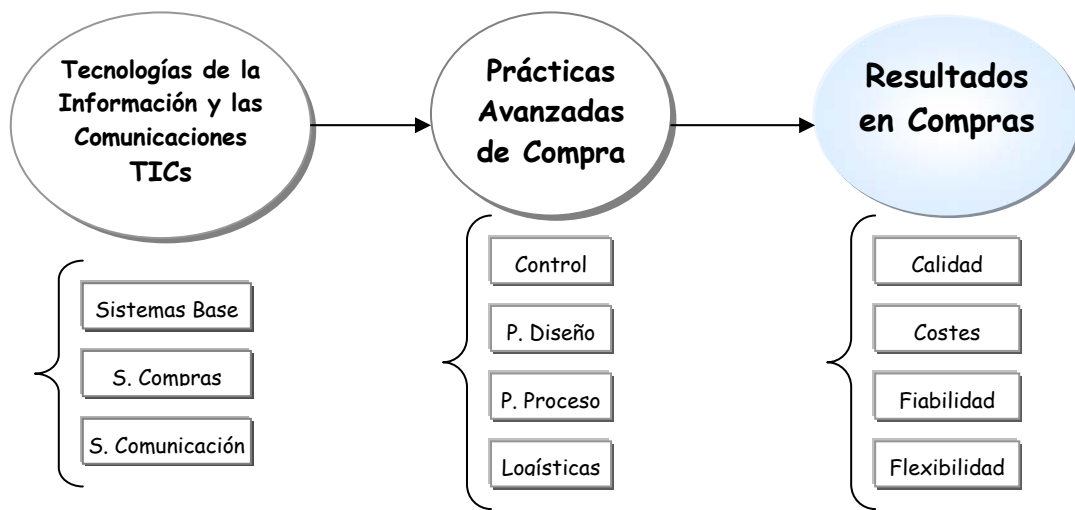 Tecnologías de la
Información y las
Comunicaciones
TICs
Prácticas
Avanzadas
de Compra
Resultados
en Compras
Sistemas Base
S. Compras
S. Comunicación
Control
P. Diseño
P. Proceso
Logísticas
Calidad
Costes
Fiabilidad
Flexibilidad